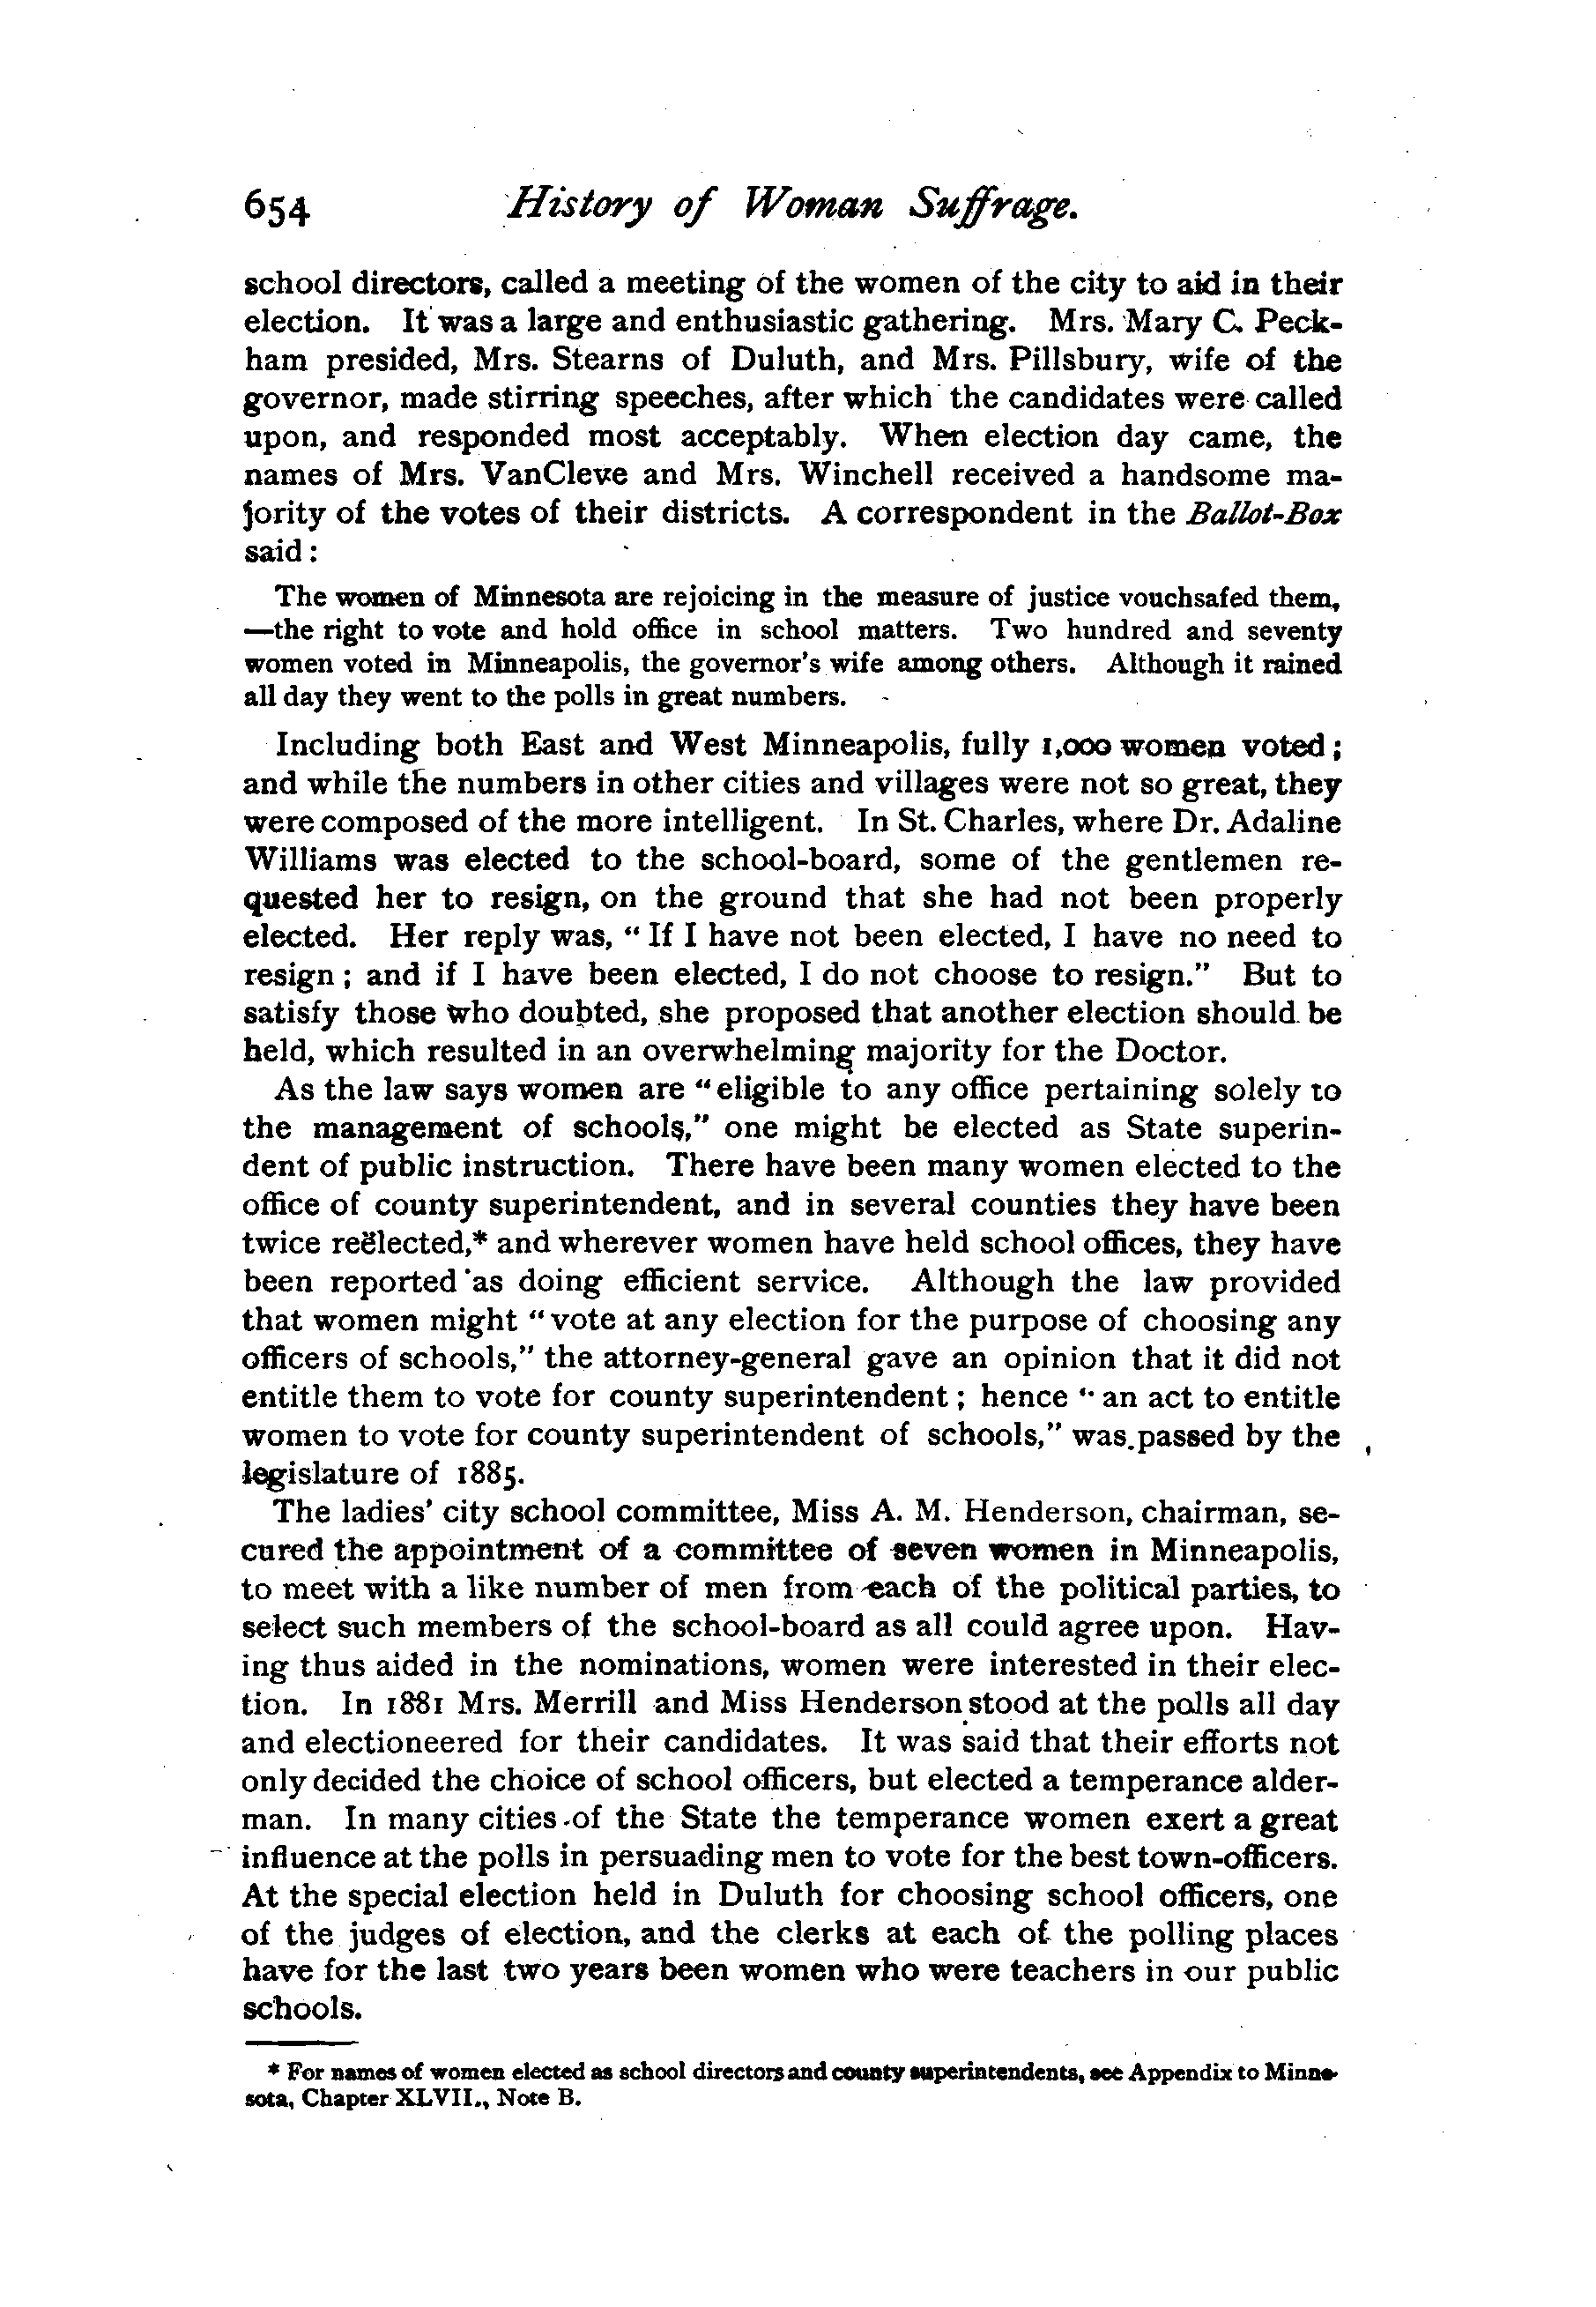 654 History of Woman Suffrage.
school directors, called a meeting of the women of the city to aid in their
election. It was a large and enthusiastic gathering. Mrs. Mary C. Peck-
ham presided, Mrs. Stearns of Duluth, and Mrs. Pillsbury, wife of the
governor, made stirring speeches, after which the candidates were called
upon, and responded most acceptably. When election day came, the
names of Mrs. VanCleve and Mrs. Winchell received a handsome ma-
jority of the votes of their districts. A correspondent in the Ballot-Box
said:
The women of Minnesota are rejoicing in the measure of justice vouchsafed them,
—the right to vote and hold office in school matters. Two hundred and seventy
women voted in Minneapolis, the governor's wife among others. Although it rained
all day they went to the polls in great numbers.
Including both East and West Minneapolis, fully 1,000 women voted;
and while the numbers in other cities and villages were not so great, they
were composed of the more intelligent. In St. Charles, where Dr. Adaline
Williams was elected to the school-board, some of the gentlemen re-
quested her to resign, on the ground that she had not been properly
elected. Her reply was, "If I have not been elected, I have no need to
resign; and if I have been elected, I do not choose to resign." But to
satisfy those who doubted, she proposed that another election should be
held, which resulted in an overwhelming majority for the Doctor.
As the law says women are "eligible to any office pertaining solely to
the management of schools," one might be elected as State superin-
dent of public instruction. There have been many women elected to the
office of county superintendent, and in several counties they have been
twice reëlected,* and wherever women have held school offices, they have
been reported as doing efficient service. Although the law provided
that women might "vote at any election for the purpose of choosing any
officers of schools," the attorney-general gave an opinion that it did not
entitle them to vote for county superintendent; hence "an act to entitle
women to vote for county superintendent of schools," was passed by the
legislature of 1885.
The ladies' city school committee, Miss A. M. Henderson, chairman, se-
cured the appointment of a committee of seven women in Minneapolis,
to meet with a like number of men from each of the political parties, to
select such members of the school-board as all could agree upon. Hav-
ing thus aided in the nominations, women were interested in their elec-
tion. In 1881 Mrs. Merrill and Miss Henderson stood at the polls all day
and electioneered for their candidates. It was said that their efforts not
only decided the choice of school officers, but elected a temperance alder-
man. In many cities of the State the temperance women exert a great
influence at the polls in persuading men to vote for the best town-officers.
At the special election held in Duluth for choosing school officers, one
of the judges of election, and the clerks at each of the polling places
have for the last two years been women who were teachers in our public
schools.
* For names of women elected as school directors and county superintendents, see Appendix to Minne-
sota, Chapter XLVII., Note B.